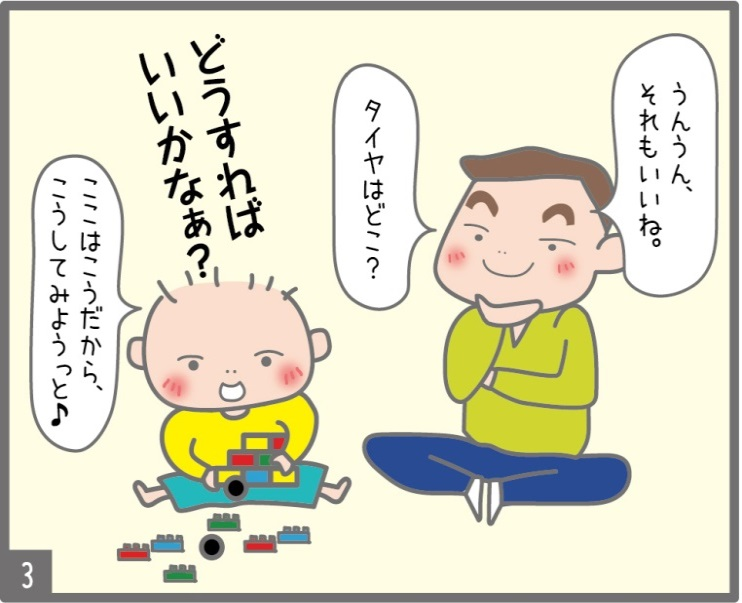 うんうん、
それもいいね。
タイヤはどこ？
どうすれば
いいかなぁ？
ここはこうだから、
こうしてみようっと♪
3